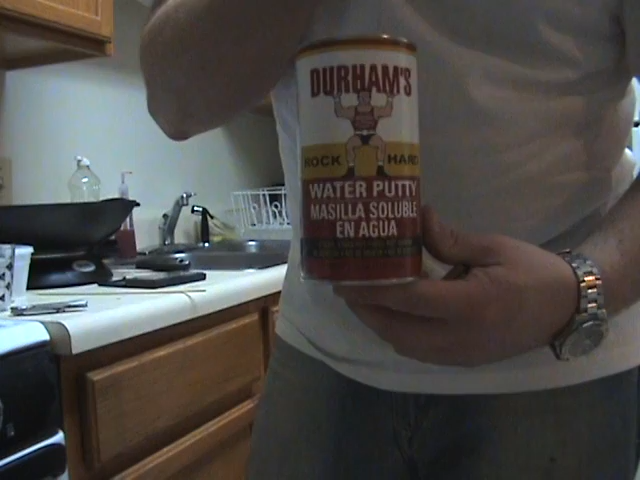 DURHAM'S
ROCK HARD
WATER PUTTY
MASILLA SOLUBLE
EN AGUA